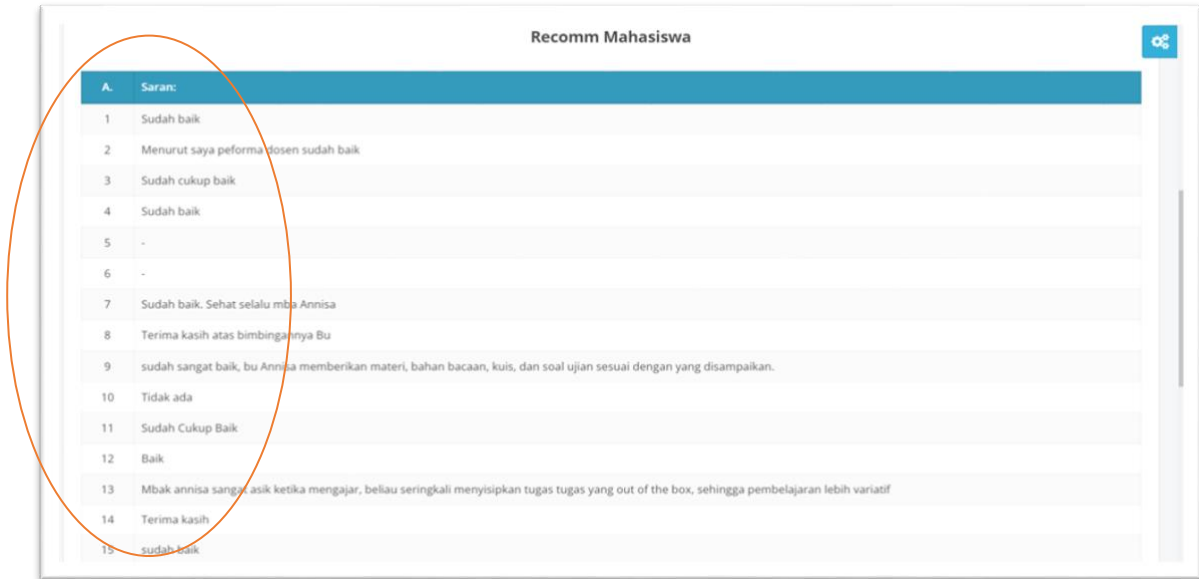 Recomm Mahasiswa
A. Saran:
1 Sudah baik
2 Menurut saya peforma dosen sudah baik
3 Sudah cukup baik
4 Sudah baik
5 -
6 -
7 Sudah baik. Sehat selalu mba Annisa
8 Terima kasih atas bimbingannya Bu
9 sudah sangat baik, bu Annisa memberikan materi, bahan bacaan, kuis, dan soal ujian sesuai dengan yang disampaikan.
10 Tidak ada
11 Sudah Cukup Baik
12 Baik
13 Mbak annisa sangat asik ketika mengajar, beliau seringkali menyisipkan tugas tugas yang out of the box, sehingga pembelajaran lebih variatif
14 Terima kasih
15 sudah baik